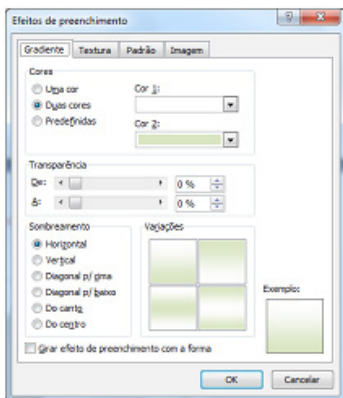 Efeitos de preenchimento
Gradiente Textura Padrão Imagem
Cores
Uma cor
Duas cores
Predefinidas
Cor 1:
Cor 2:
Transparência
De: 0 %
A: 0 %
Sombreamento
Horizontal
Vertical
Diagonal p/ cima
Diagonal p/ baixo
Do canto
Do centro
Variações
Exemplo:
Girar efeito de preenchimento com a forma
OK Cancelar